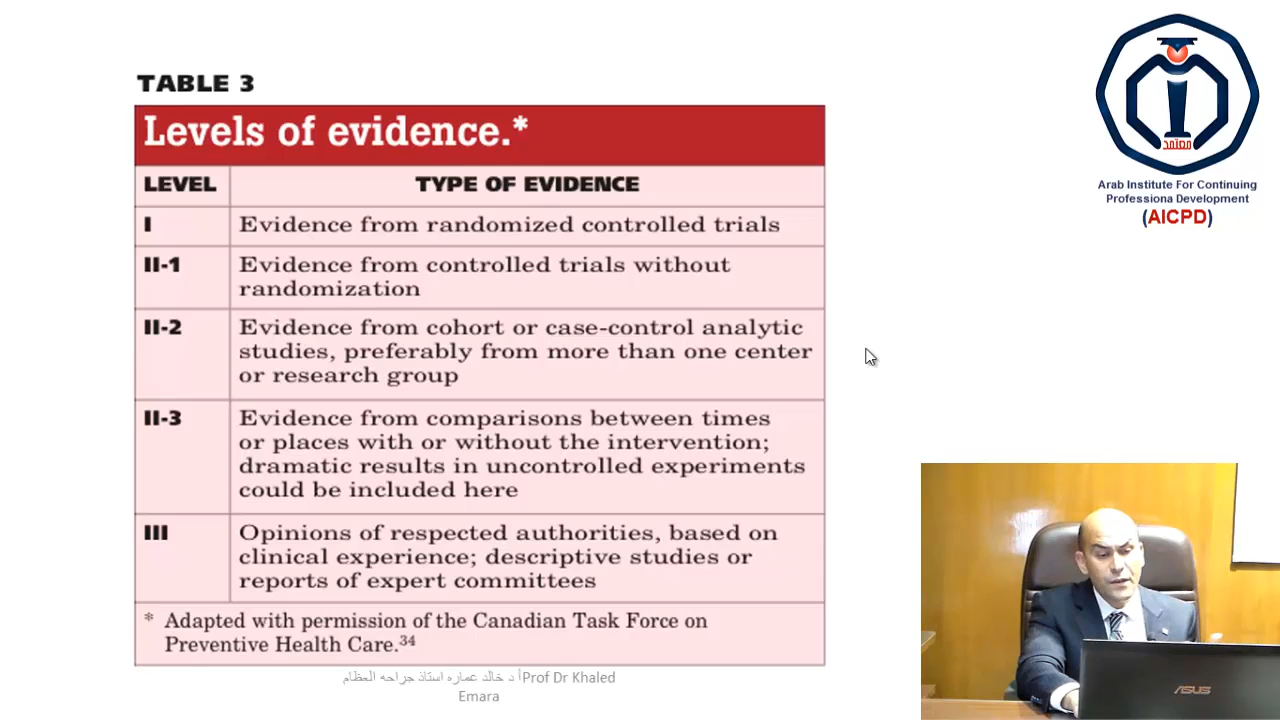 TABLE 3
Levels of evidence.*
LEVEL TYPE OF EVIDENCE
I Evidence from randomized controlled trials
II-1 Evidence from controlled trials without
randomization
II-2 Evidence from cohort or case-control analytic
studies, preferably from more than one center
or research group
II-3 Evidence from comparisons between times
or places with or without the intervention;
dramatic results in uncontrolled experiments
could be included here
III Opinions of respected authorities, based on
clinical experience; descriptive studies or
reports of expert committees
* Adapted with permission of the Canadian Task Force on
Preventive Health Care.34
أ د خالد عماره استاذ جراحه العظام Prof Dr Khaled
Emara
معتمد
Arab Institute For Continuing
Professiona Development
(AICPD)
ASUS